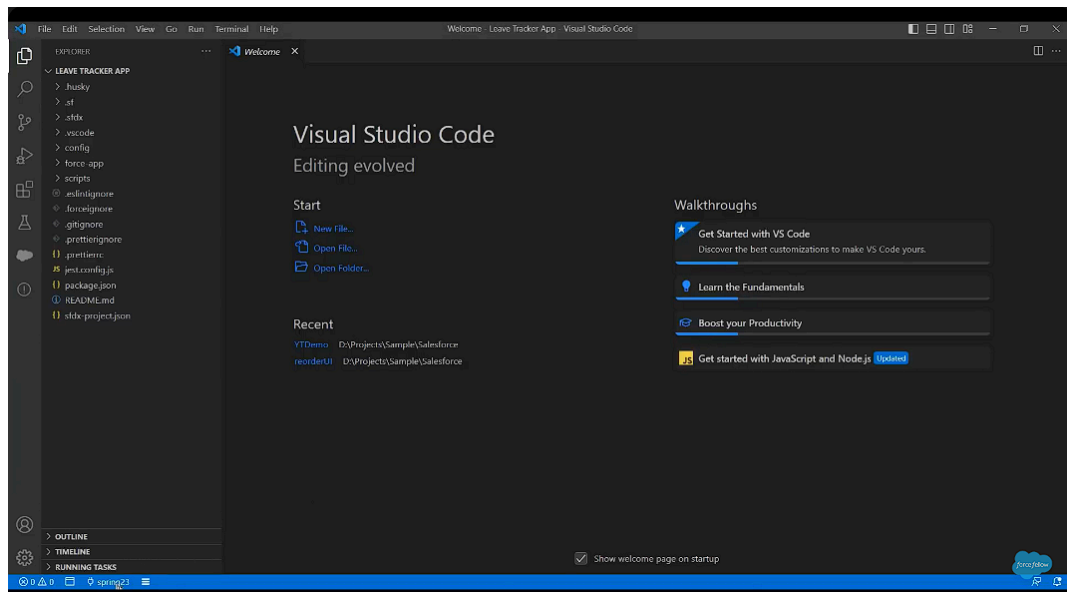 File Edit Selection View Go Run Terminal Help
Welcome - Leave Tracker App - Visual Studio Code
EXPLORER
Welcome
LEAVE TRACKER APP
.husky
.sf
.sfdx
.vscode
config
force-app
scripts
.eslintignore
.forceignore
.gitignore
.prettierignore
{} .prettierrc
JS jest.config.js
{} package.json
README.md
{} sfdx-project.json
OUTLINE
TIMELINE
RUNNING TASKS
Visual Studio Code
Editing evolved
Start
New File...
Open File...
Open Folder...
Recent
YTDemo D:\Projects\Sample\Salesforce
reorderUI D:\Projects\Sample\Salesforce
Walkthroughs
Get Started with VS Code
Discover the best customizations to make VS Code yours.
Learn the Fundamentals
Boost your Productivity
JS Get started with JavaScript and Node.js Updated
Show welcome page on startup
force fellow
0 0 spring23